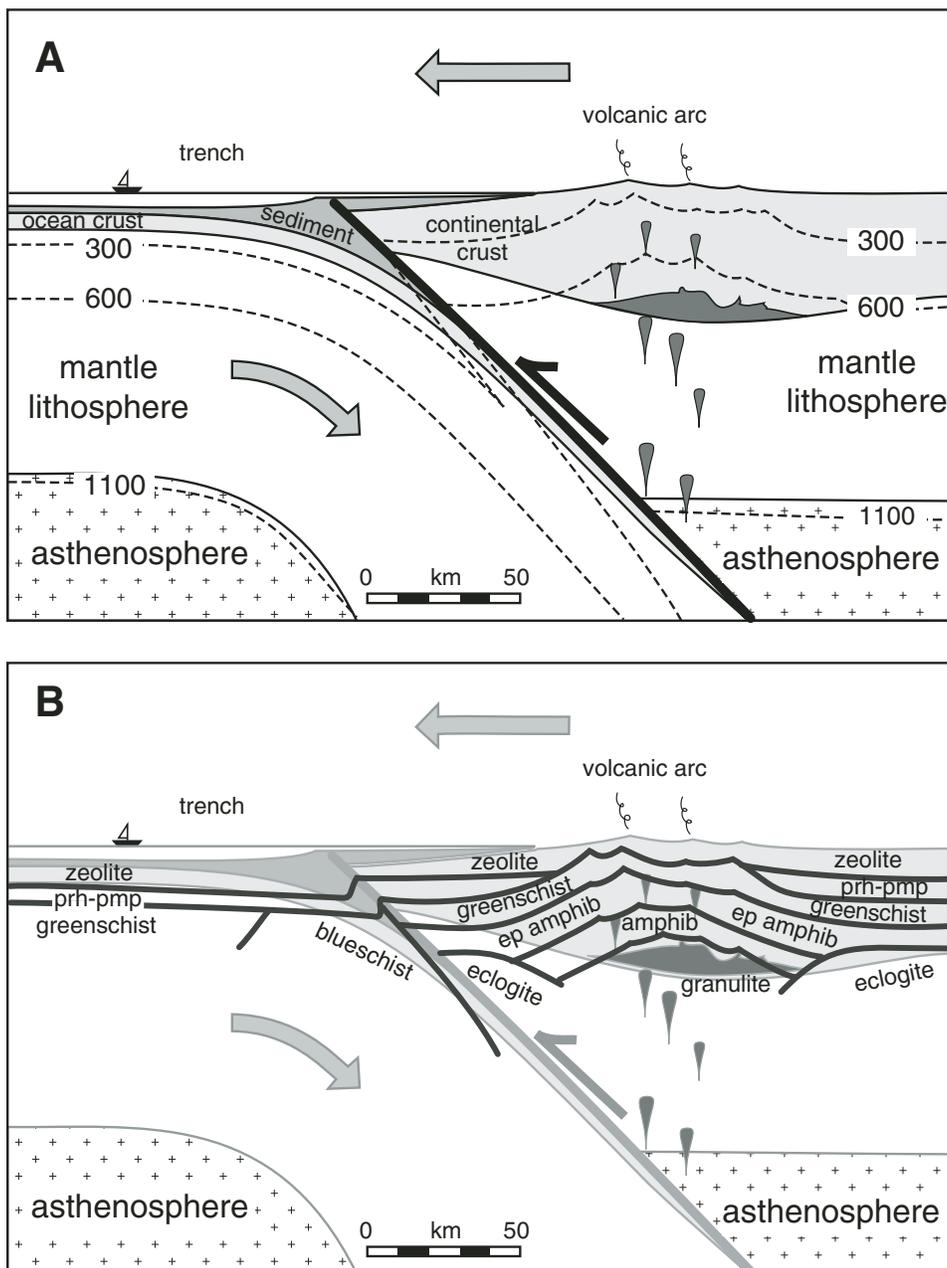 A
volcanic arc
trench
ocean crust
sediment
continental
crust
300
300
600
600
mantle
lithosphere
mantle
lithosphere
1100
1100
asthenosphere
asthenosphere
0 km 50
B
volcanic arc
trench
zeolite
zeolite
zeolite
prh-pmp
prh-pmp
greenschist
greenschist
greenschist
blueschist
ep amphib
amphib
ep amphib
eclogite
granulite
eclogite
asthenosphere
asthenosphere
0 km 50